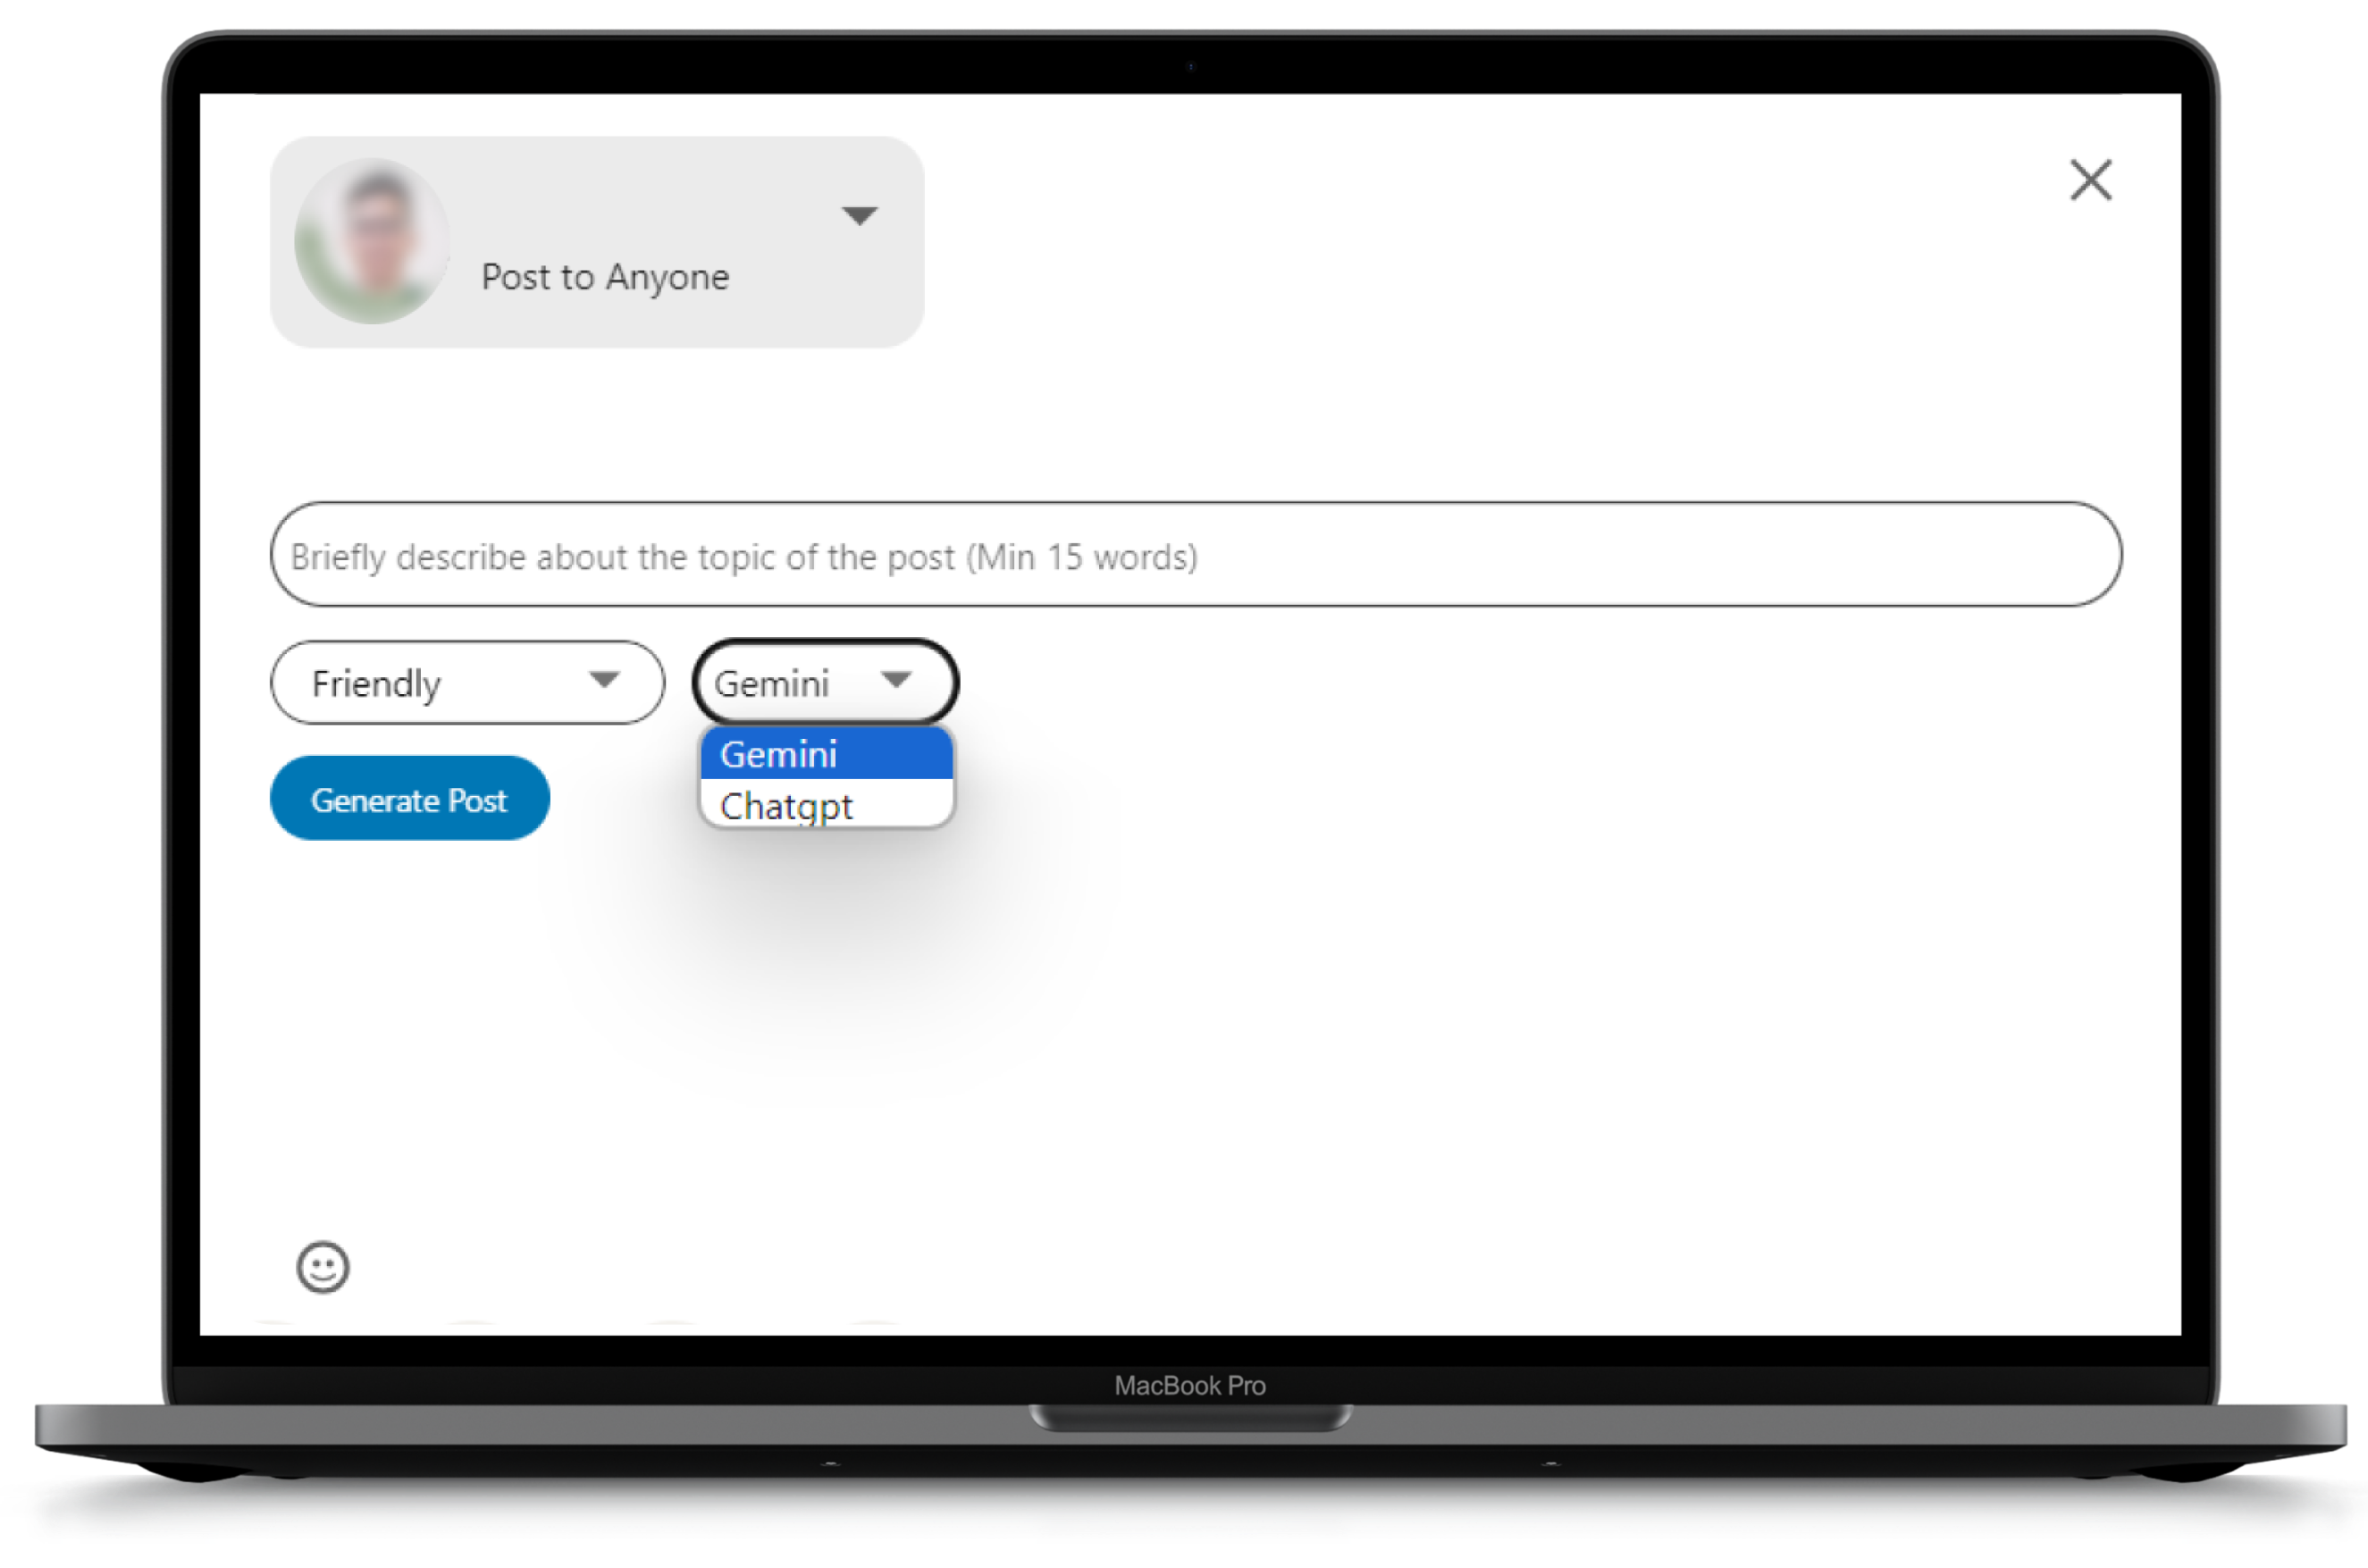 Post to Anyone
Briefly describe about the topic of the post (Min 15 words)
Friendly
Gemini
Gemini
Chatgpt
Generate Post
MacBook Pro